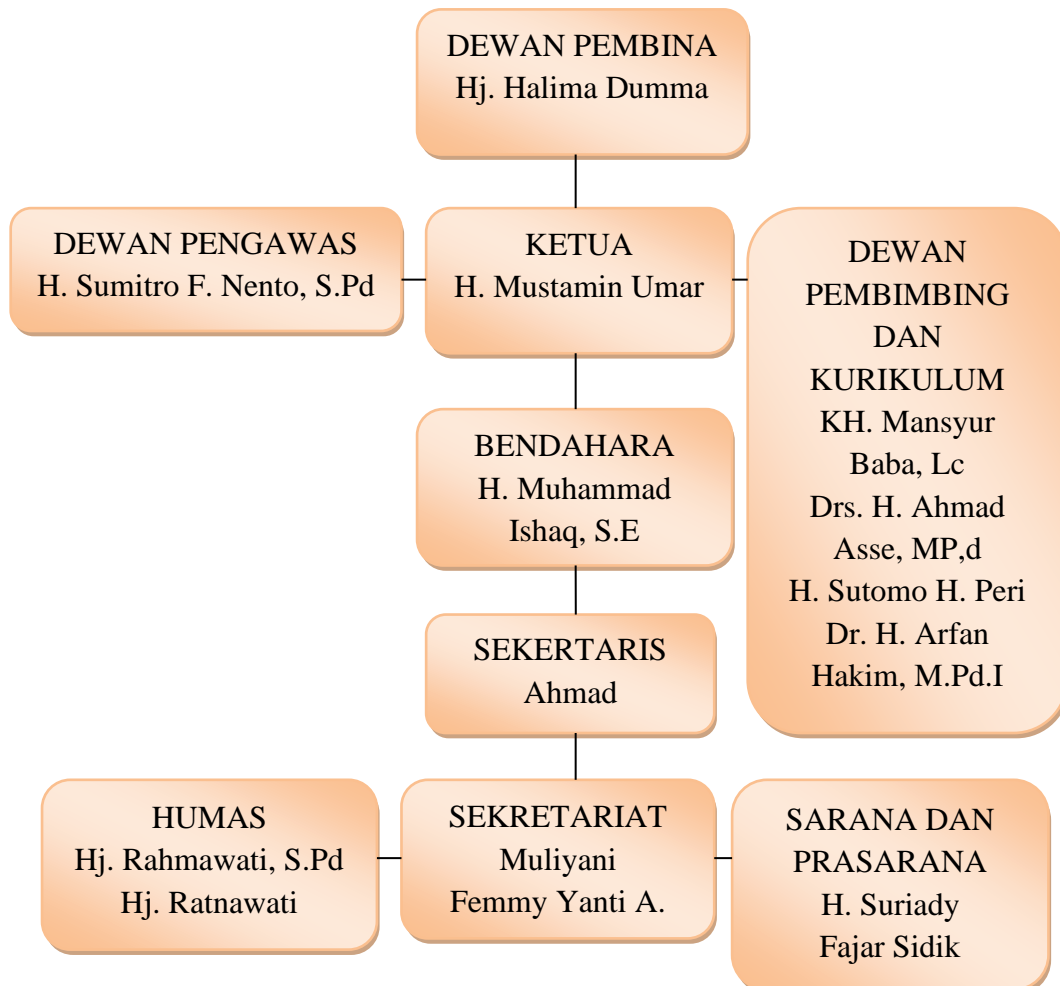 DEWAN PEMBINA
Hj. Halima Dumma
DEWAN PENGAWAS
H. Sumitro F. Nento, S.Pd
KETUA
H. Mustamin Umar
DEWAN
PEMBIMBING
DAN
KURIKULUM
KH. Mansyur
Baba, Lc
Drs. H. Ahmad
Asse, MP,d
H. Sutomo H. Peri
Dr. H. Arfan
Hakim, M.Pd.I
BENDAHARA
H. Muhammad
Ishaq, S.E
SEKERTARIS
Ahmad
HUMAS
Hj. Rahmawati, S.Pd
Hj. Ratnawati
SEKRETARIAT
Muliyani
Femmy Yanti A.
SARANA DAN
PRASARANA
H. Suriady
Fajar Sidik